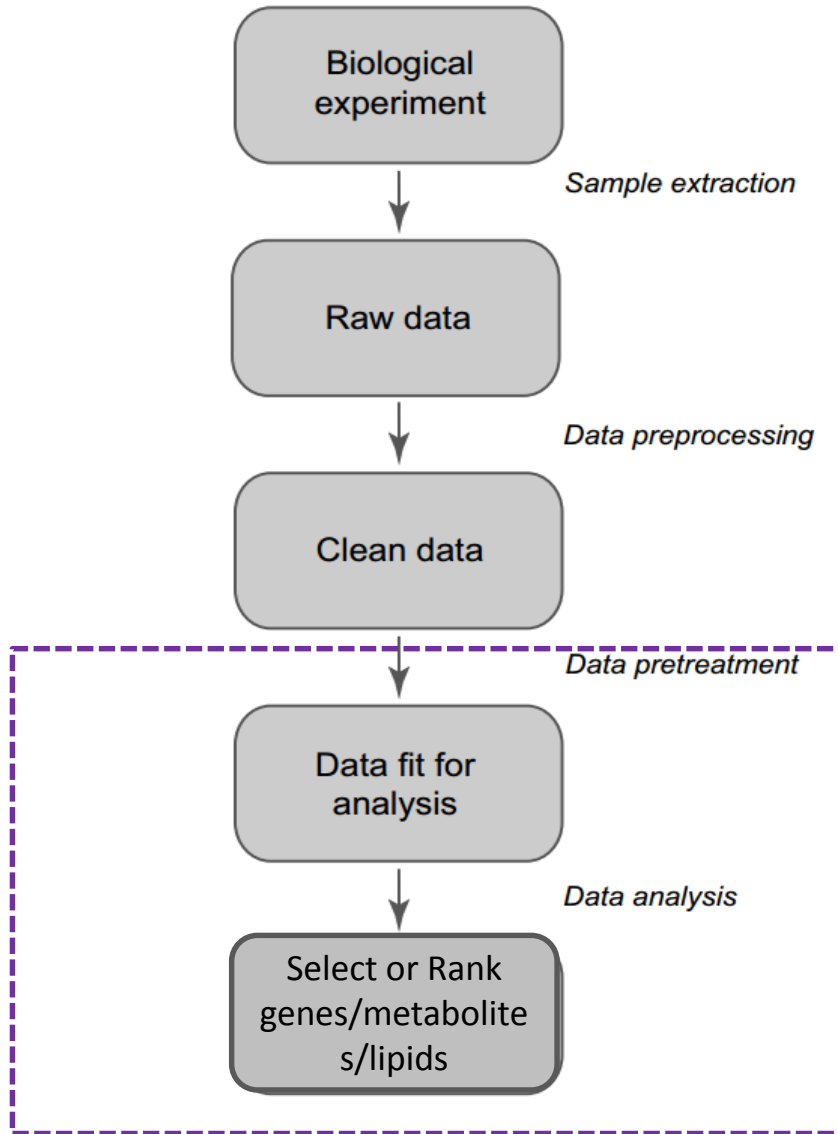 Biological
experiment
Sample extraction
Raw data
Data preprocessing
Clean data
Data pretreatment
Data fit for
analysis
Data analysis
Select or Rank
genes/metabolite
s/lipids